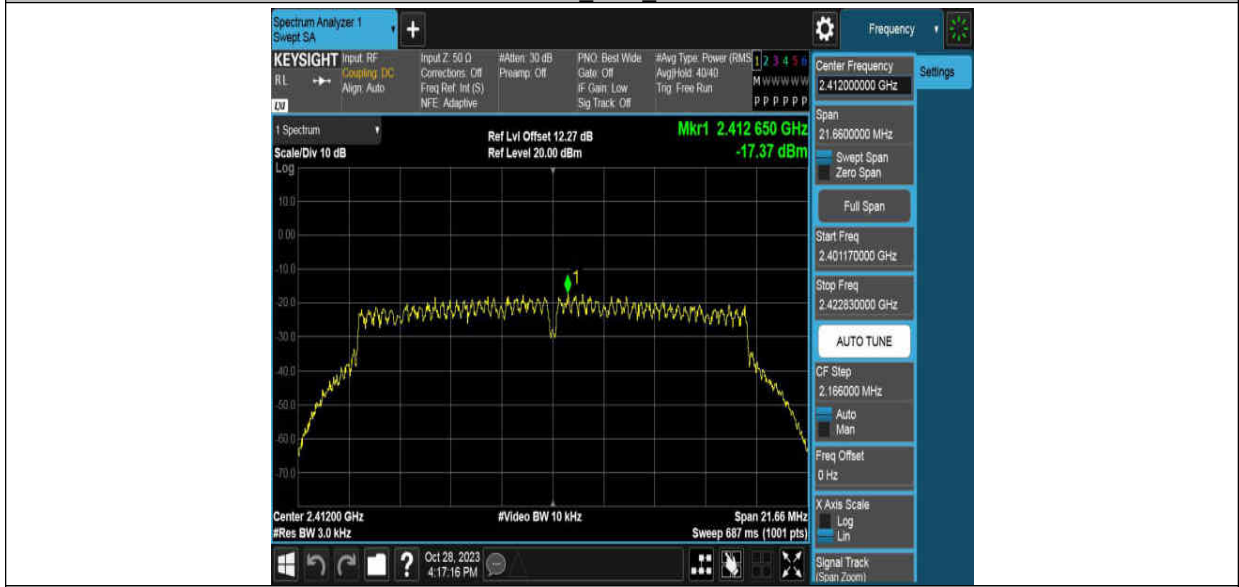 Spectrum Analyzer 1
Swept SA
+
Frequency
KEYSIGHT
RL
Input: RF
Coupling: DC
Align: Auto
Input Z: 50 Ω
Corrections: Off
Freq Ref: Int (S)
NFE: Adaptive
#Atten: 30 dB
Preamp: Off
PNO: Best Wide
Gate: Off
IF Gain: Low
Sig Track: Off
#Avg Type: Power (RMS
Avg|Hold: 40/40
Trig: Free Run
1 2 3 4 5 6
M W W W W W
P P P P P P
Center Frequency
2.412000000 GHz
Settings
1 Spectrum
Scale/Div 10 dB
Ref Lvl Offset 12.27 dB
Ref Level 20.00 dBm
Mkr1 2.412 650 GHz
-17.37 dBm
Log
10.0
0.00
-10.0
-20.0
-30.0
-40.0
-50.0
-60.0
-70.0
1
Span
21.6600000 MHz
Swept Span
Zero Span
Full Span
Start Freq
2.401170000 GHz
Stop Freq
2.422830000 GHz
AUTO TUNE
CF Step
2.166000 MHz
Auto
Man
Freq Offset
0 Hz
X Axis Scale
Log
Lin
Signal Track
(Span Zoom)
Center 2.41200 GHz
#Res BW 3.0 kHz
#Video BW 10 kHz
Span 21.66 MHz
Sweep 687 ms (1001 pts)
?
Oct 28, 2023
4:17:16 PM